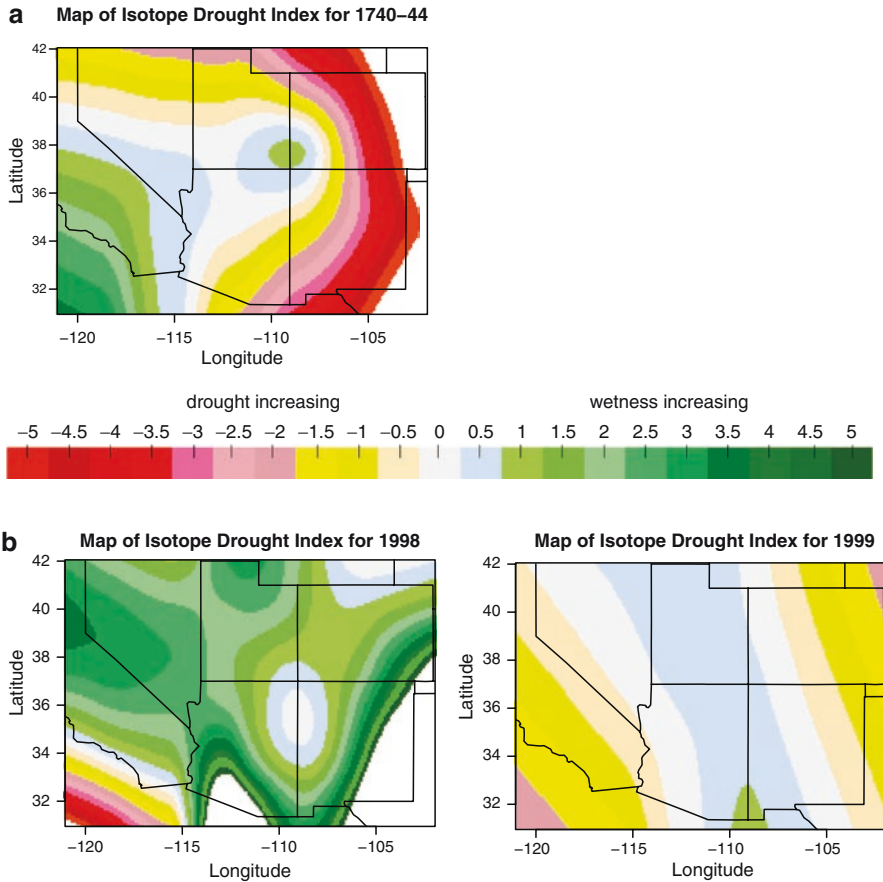 a Map of Isotope Drought Index for 1740–44
42
40
38
36
34
32
Latitude
−120 −115 −110 −105
Longitude
drought increasing wetness increasing
−5 −4.5 −4 −3.5 −3 −2.5 −2 −1.5 −1 −0.5 0 0.5 1 1.5 2 2.5 3 3.5 4 4.5 5
b Map of Isotope Drought Index for 1998
42
40
38
36
34
32
Latitude
−120 −115 −110 −105
Longitude
Map of Isotope Drought Index for 1999
42
40
38
36
34
32
Latitude
−120 −115 −110 −105
Longitude